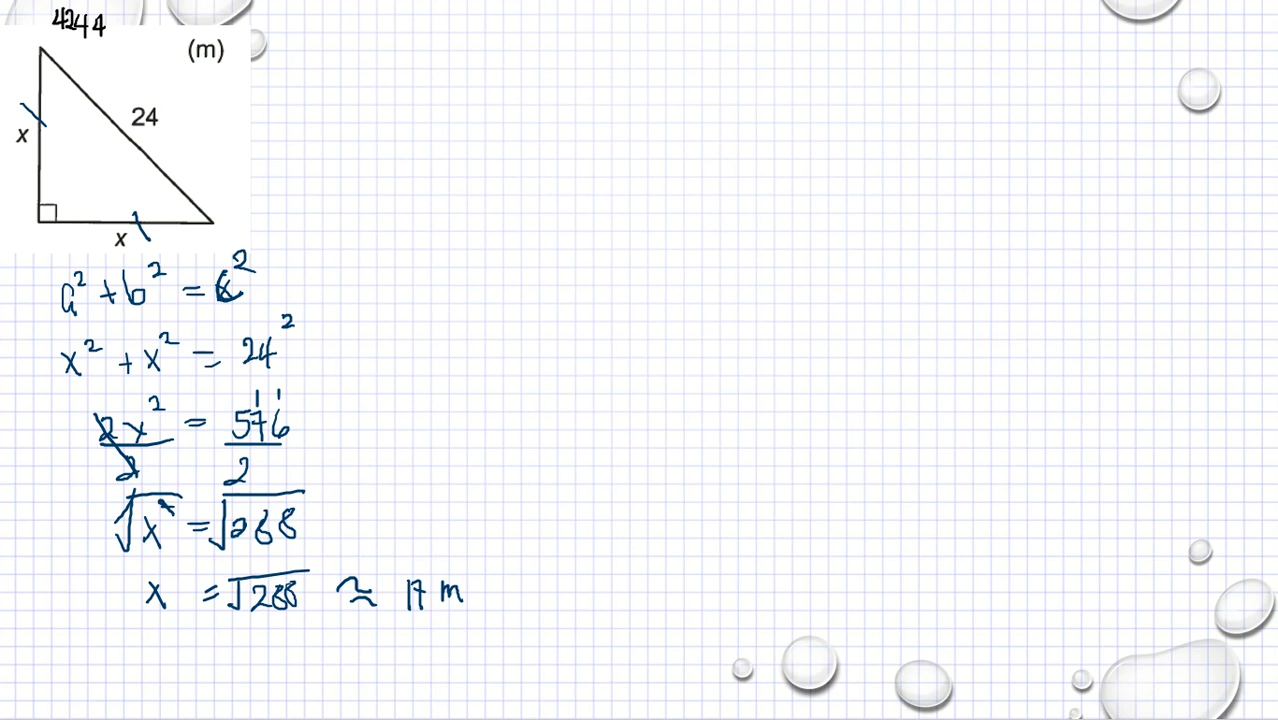 4244
(m)
24
x
x
a² + b² = c²
x² + x² = 24²
2x² = 576
2 2
√x² = √288
x = √288 ≈ 17 m